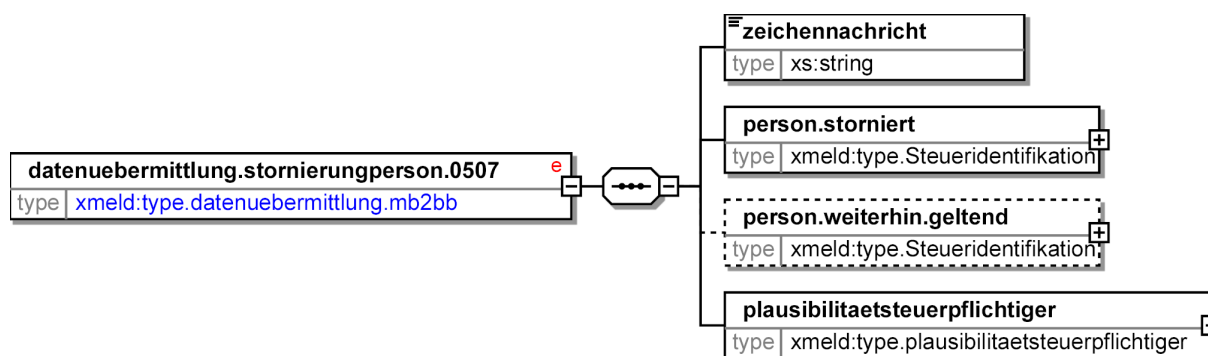 zeichennachricht
type xs:string
person.storniert
type xmeld:type.Steueridentifikation
datenuebermittlung.stornierungperson.0507 e
type xmeld:type.datenuebermittlung.mb2bb
person.weiterhin.geltend
type xmeld:type.Steueridentifikation
plausibilitaetsteuerpflichtiger
type xmeld:type.plausibilitaetsteuerpflichtiger